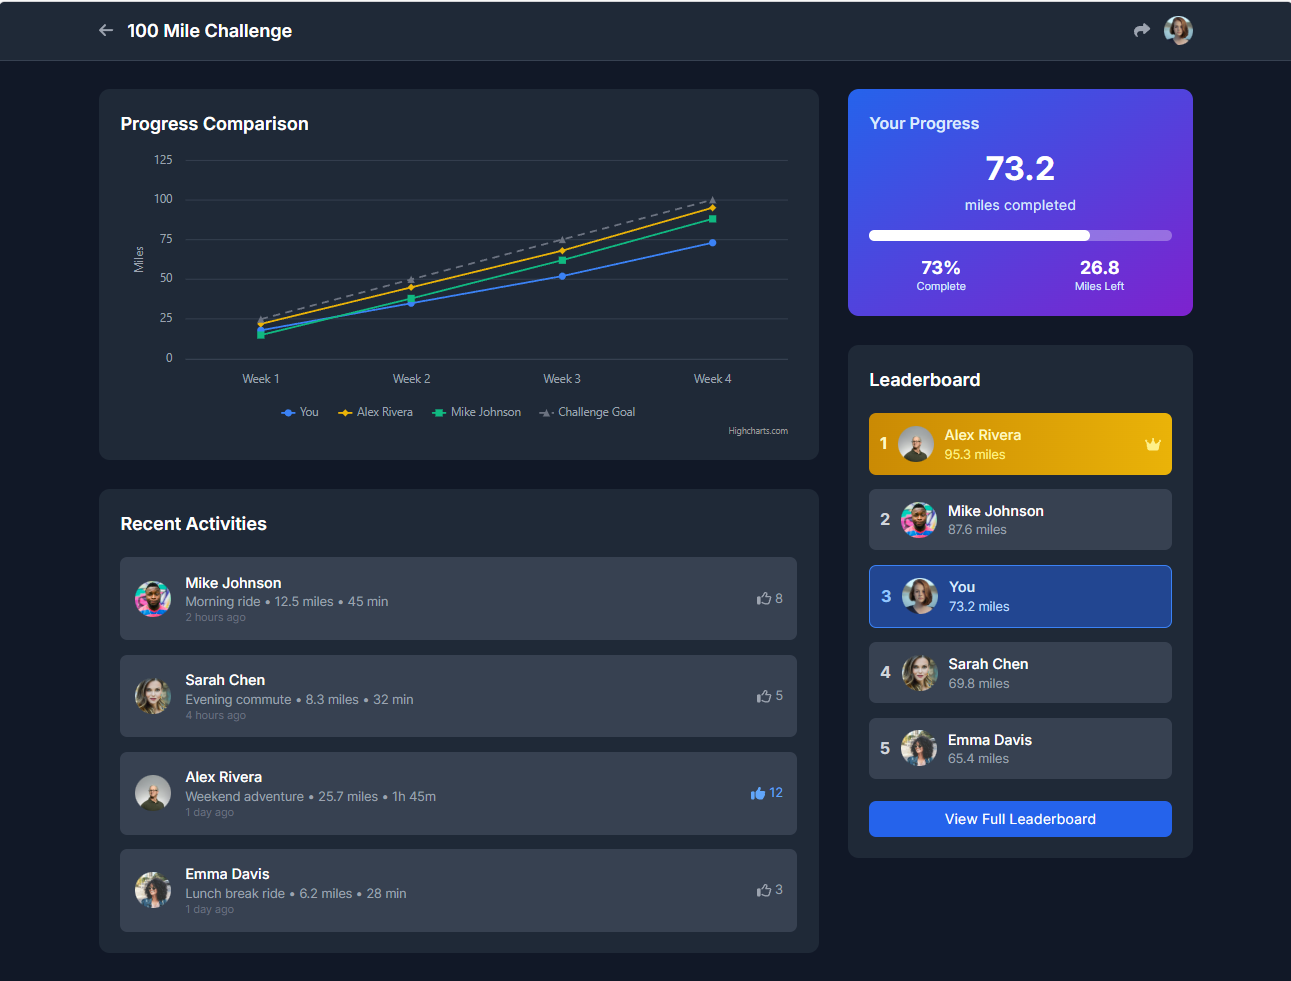 100 Mile Challenge
Progress Comparison
125
100
75
50
25
0
Miles
Week 1
Week 2
Week 3
Week 4
You
Alex Rivera
Mike Johnson
Challenge Goal
Highcharts.com
Recent Activities
Mike Johnson
Morning ride • 12.5 miles • 45 min
2 hours ago
8
Sarah Chen
Evening commute • 8.3 miles • 32 min
4 hours ago
5
Alex Rivera
Weekend adventure • 25.7 miles • 1h 45m
1 day ago
12
Emma Davis
Lunch break ride • 6.2 miles • 28 min
1 day ago
3
Your Progress
73.2
miles completed
73%
Complete
26.8
Miles Left
Leaderboard
1
Alex Rivera
95.3 miles
2
Mike Johnson
87.6 miles
3
You
73.2 miles
4
Sarah Chen
69.8 miles
5
Emma Davis
65.4 miles
View Full Leaderboard